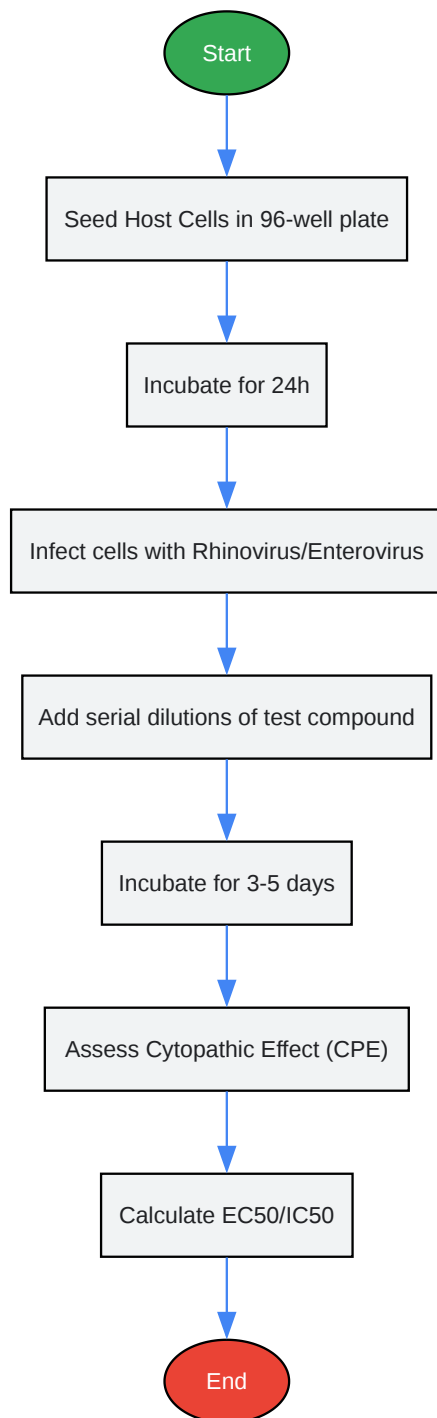 Start
Seed Host Cells in 96-well plate
Incubate for 24h
Infect cells with Rhinovirus/Enterovirus
Add serial dilutions of test compound
Incubate for 3-5 days
Assess Cytopathic Effect (CPE)
Calculate EC50/IC50
End